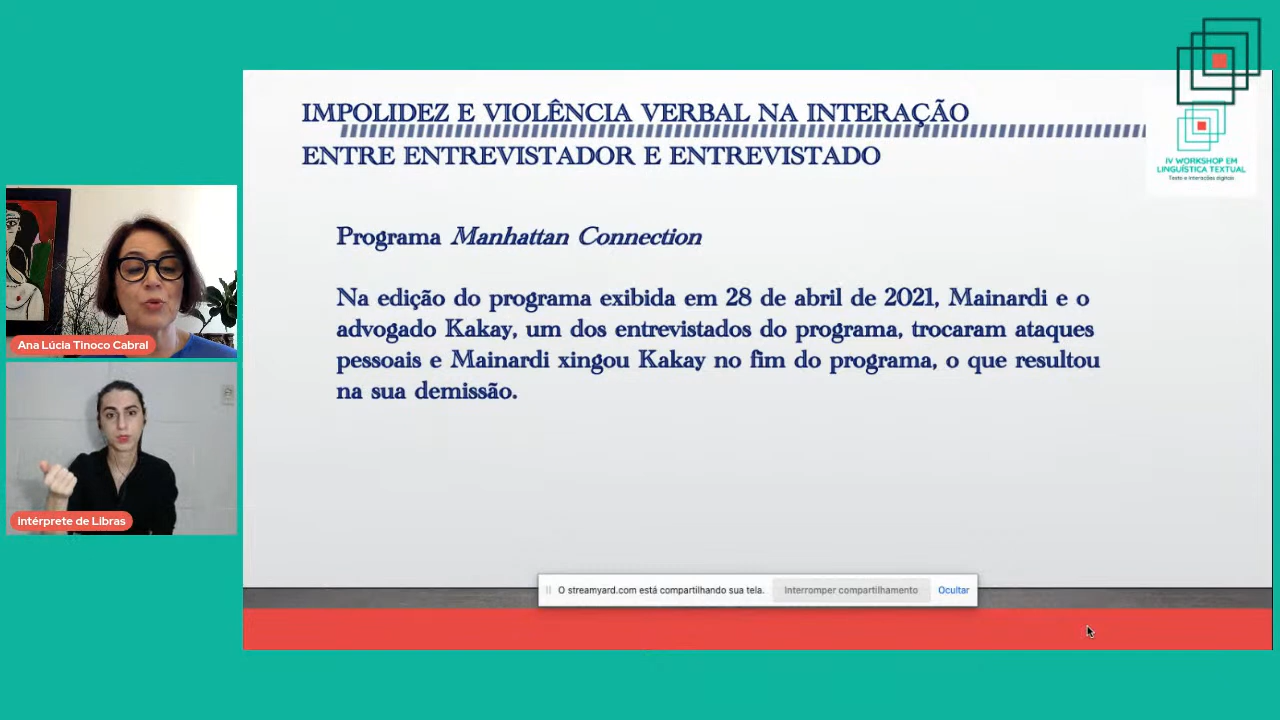 IMPOLIDEZ E VIOLÊNCIA VERBAL NA INTERAÇÃO
ENTRE ENTREVISTADOR E ENTREVISTADO
IV WORKSHOP EM
LINGUÍSTICA TEXTUAL
Texto e interações digitais
Programa Manhattan Connection
Na edição do programa exibida em 28 de abril de 2021, Mainardi e o
advogado Kakay, um dos entrevistados do programa, trocaram ataques
pessoais e Mainardi xingou Kakay no fim do programa, o que resultou
na sua demissão.
Ana Lúcia Tinoco Cabral
Intérprete de Libras
O streamyard.com está compartilhando sua tela.
Interromper compartilhamento
Ocultar